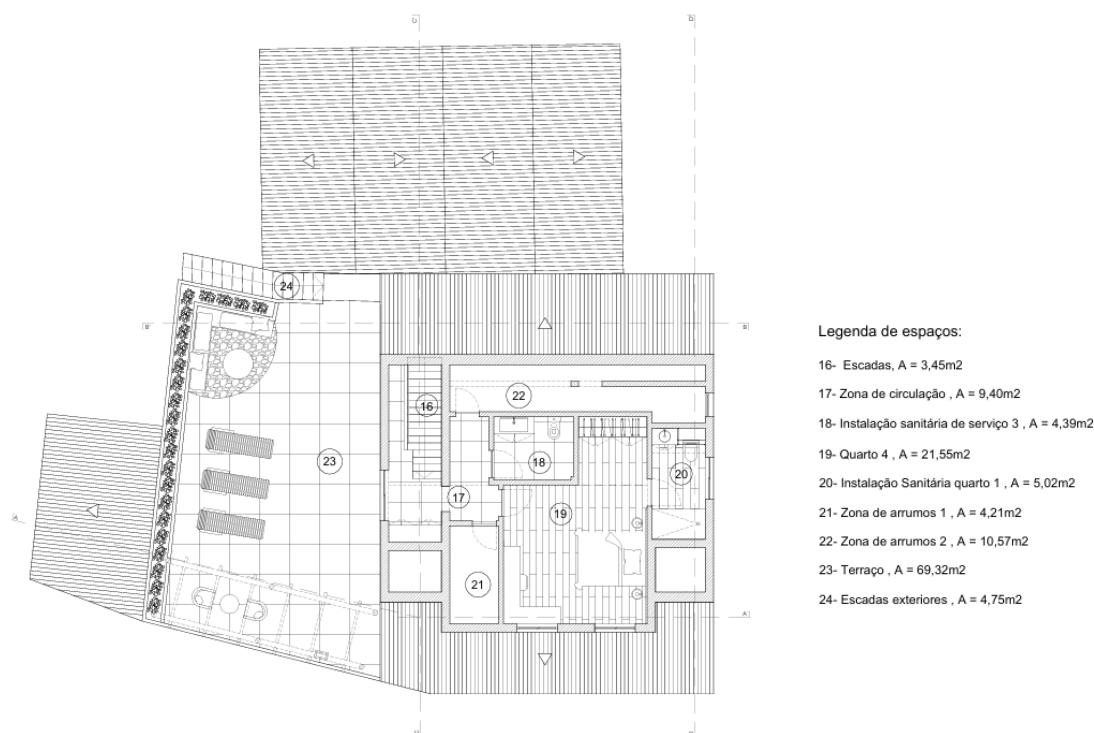 C'
D'
24
B'
B
16
22
18
20
23
17
19
21
A
A'
C
D
Legenda de espaços:
16-  Escadas, A = 3,45m2
17- Zona de circulação , A = 9,40m2
18- Instalação sanitária de serviço 3 , A = 4,39m2
19- Quarto 4 , A = 21,55m2
20- Instalação Sanitária quarto 1 , A = 5,02m2
21- Zona de arrumos 1 , A = 4,21m2
22- Zona de arrumos 2 , A = 10,57m2
23- Terraço , A = 69,32m2
24- Escadas exteriores , A = 4,75m2